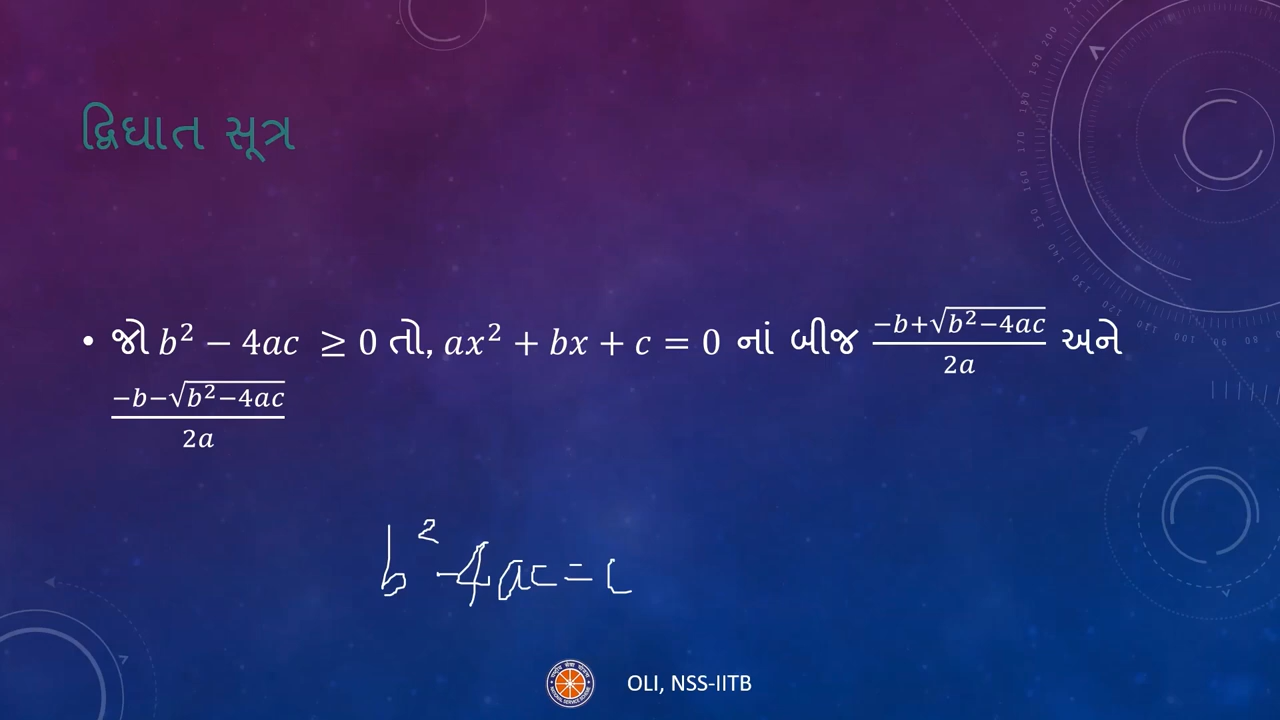 દ્વિઘાત સૂત્ર
• જો b² − 4ac ≥ 0 તો, ax² + bx + c = 0 નાં બીજ (−b+√(b²−4ac))/2a અને
(−b−√(b²−4ac))/2a
b²-4ac=c
OLI, NSS-IITB